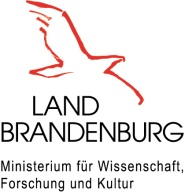 LAND
BRANDENBURG
Ministerium für Wissenschaft,
Forschung und Kultur